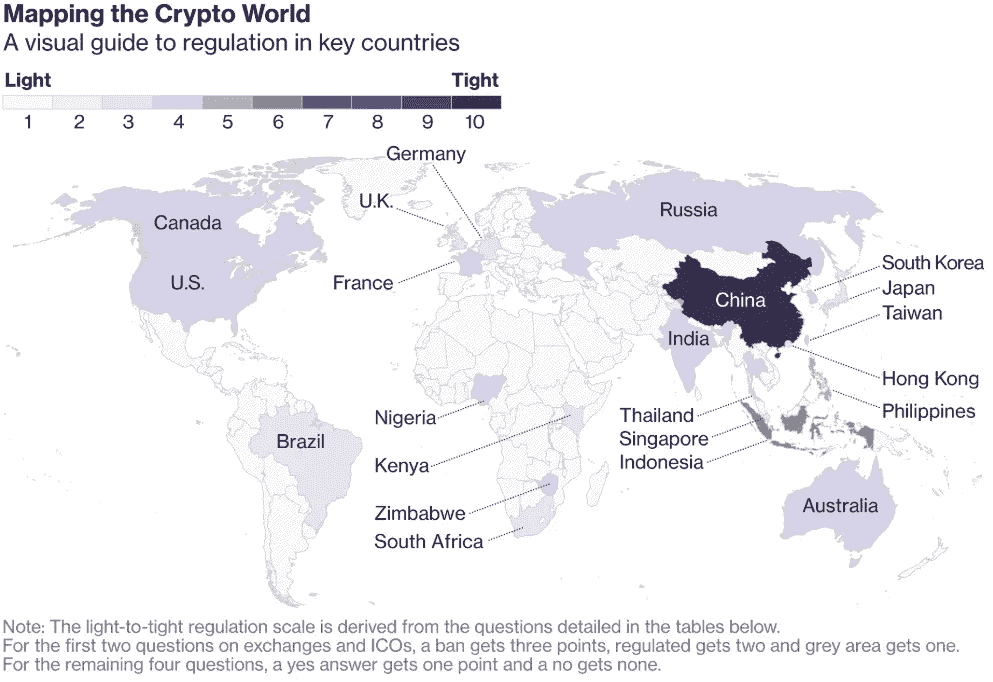 Mapping the Crypto World
A visual guide to regulation in key countries
Light Tight
1 2 3 4 5 6 7 8 9 10
Germany
U.K.
Canada
Russia
U.S.
France
South Korea
Japan
China
Taiwan
India
Hong Kong
Nigeria
Thailand
Philippines
Brazil
Singapore
Kenya
Indonesia
Zimbabwe
Australia
South Africa
Note: The light-to-tight regulation scale is derived from the questions detailed in the tables below.
For the first two questions on exchanges and ICOs, a ban gets three points, regulated gets two and grey area gets one.
For the remaining four questions, a yes answer gets one point and a no gets none.